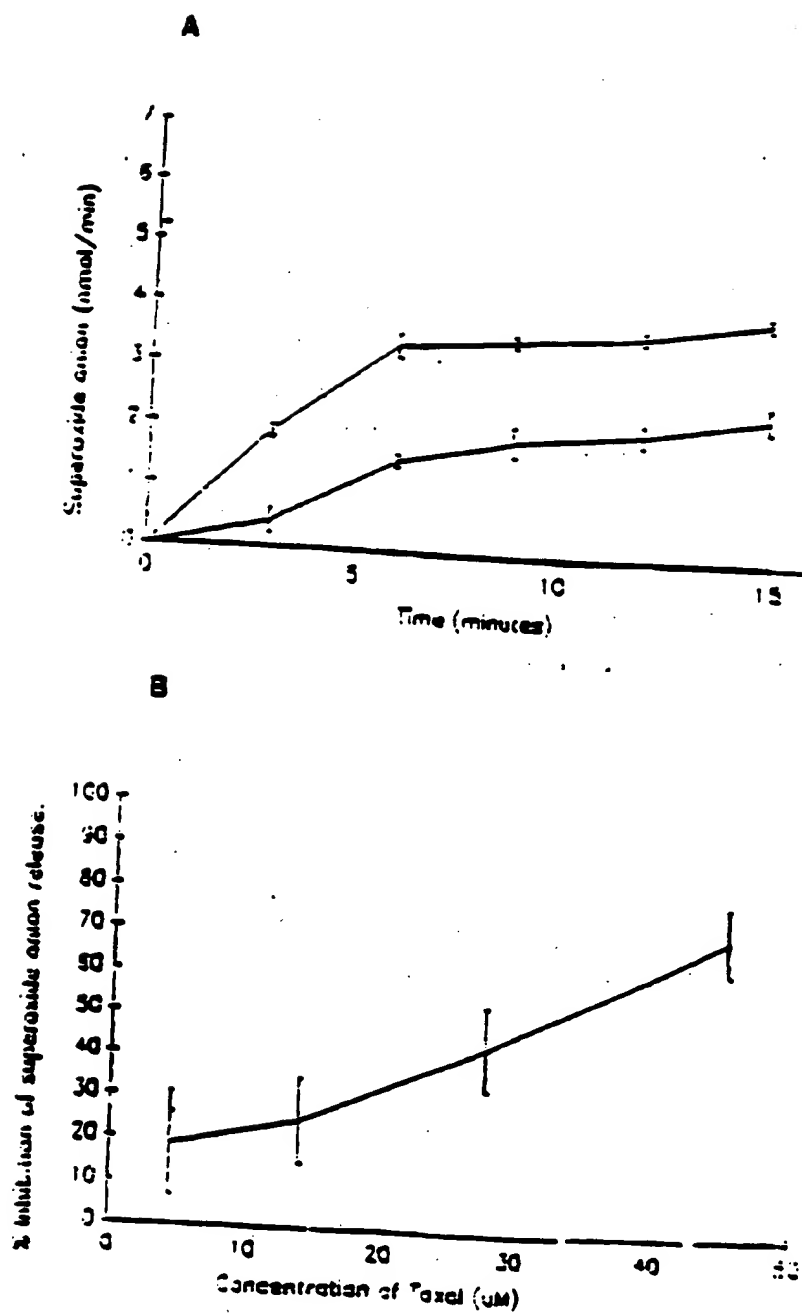 A
7
6
5
4
3
2
0
Superoxide anion (nmol/min)
0 5 10 15
Time (minutes)
B
100
90
80
70
60
50
40
30
20
10
0
% Inhibition of superoxide anion release.
0 10 20 30 40 50
Concentration of Taxol (uM)